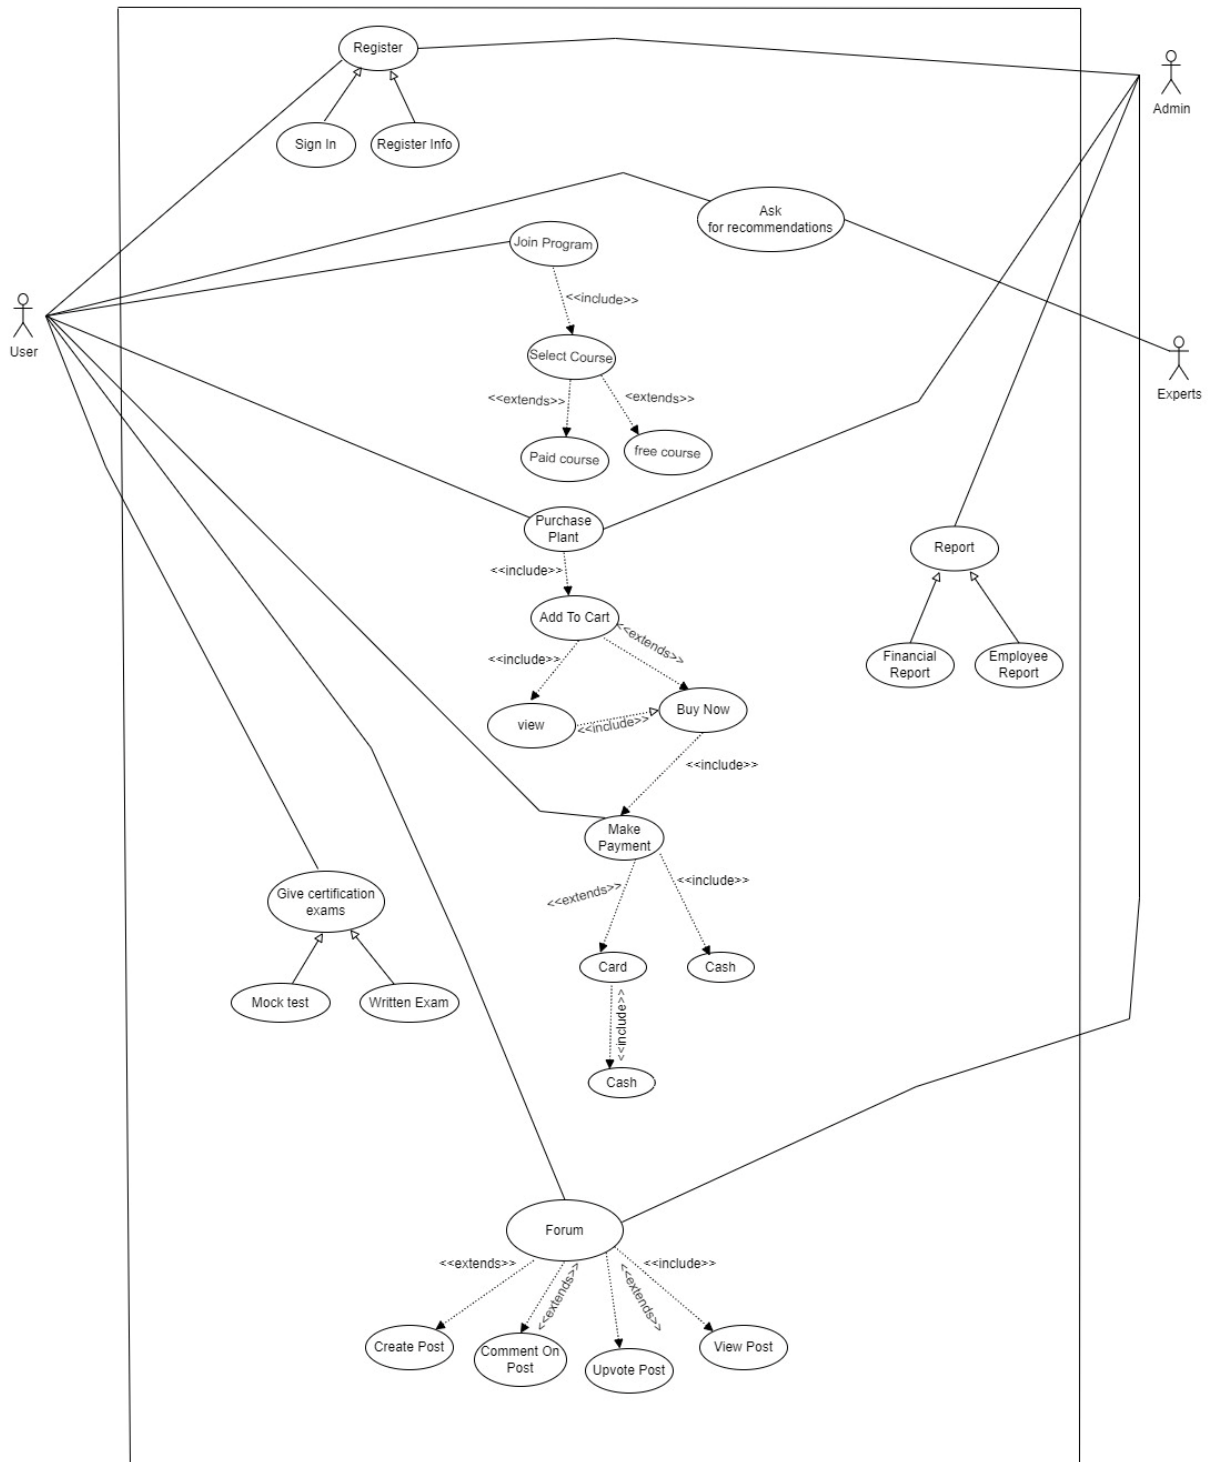 Register
Admin
Sign In
Register Info
Ask
for recommendations
Join Program
<<include>>
User
Select Course
Experts
<<extends>>
<extends>>
Paid course
free course
Purchase
Plant
Report
<<include>>
Add To Cart
<<extends>>
<<include>>
Financial
Report
Employee
Report
view
<<include>>
Buy Now
<<include>>
Make
Payment
Give certification
exams
<<extends>>
<<include>>
Card
Cash
Mock test
Written Exam
<<include>>
Cash
Forum
<<extends>>
<<extends>>
<<extends>>
<<include>>
Create Post
Comment On
Post
Upvote Post
View Post